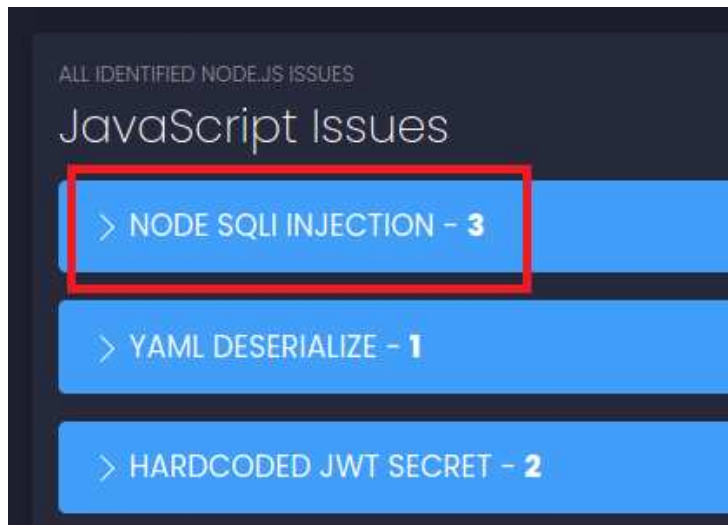 ALL IDENTIFIED NODE.JS ISSUES
JavaScript Issues
> NODE SQLI INJECTION - 3
> YAML DESERIALIZE - 1
> HARDCODED JWT SECRET - 2